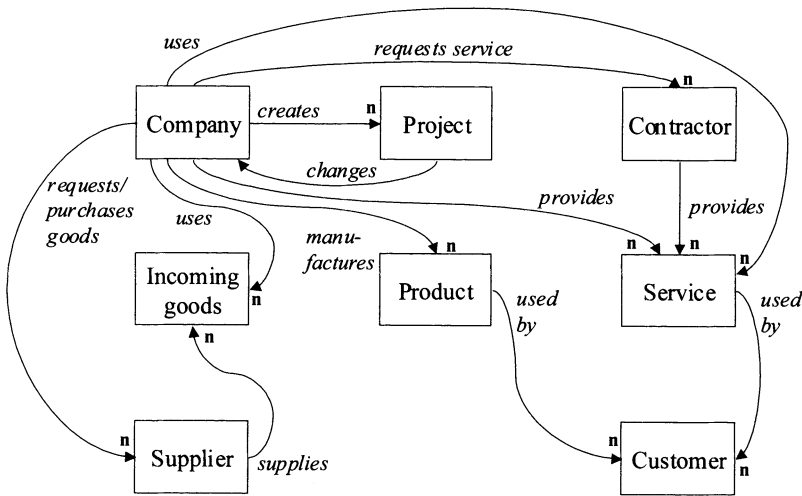 uses
requests service
n
Company
creates
n
Project
Contractor
changes
requests/
purchases
goods
uses
provides
provides
manu-
factures
n
n
n
n
Incoming
goods
n
Product
Service
used
by
used
by
n
n
Supplier
supplies
n
Customer
n